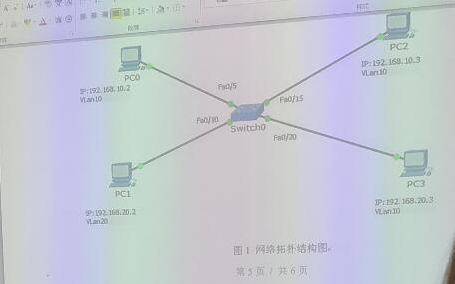 PC0
IP:192.168.10.2
VLan10
PC2
IP:192.168.10.3
VLan10
Fa0/5
Fa0/15
Fa0/10
Switch0
Fa0/20
PC1
IP:192.168.20.2
VLan20
PC3
IP:192.168.20.3
VLan10
图 1 网络拓扑结构图。
第 5 页 / 共 6 页